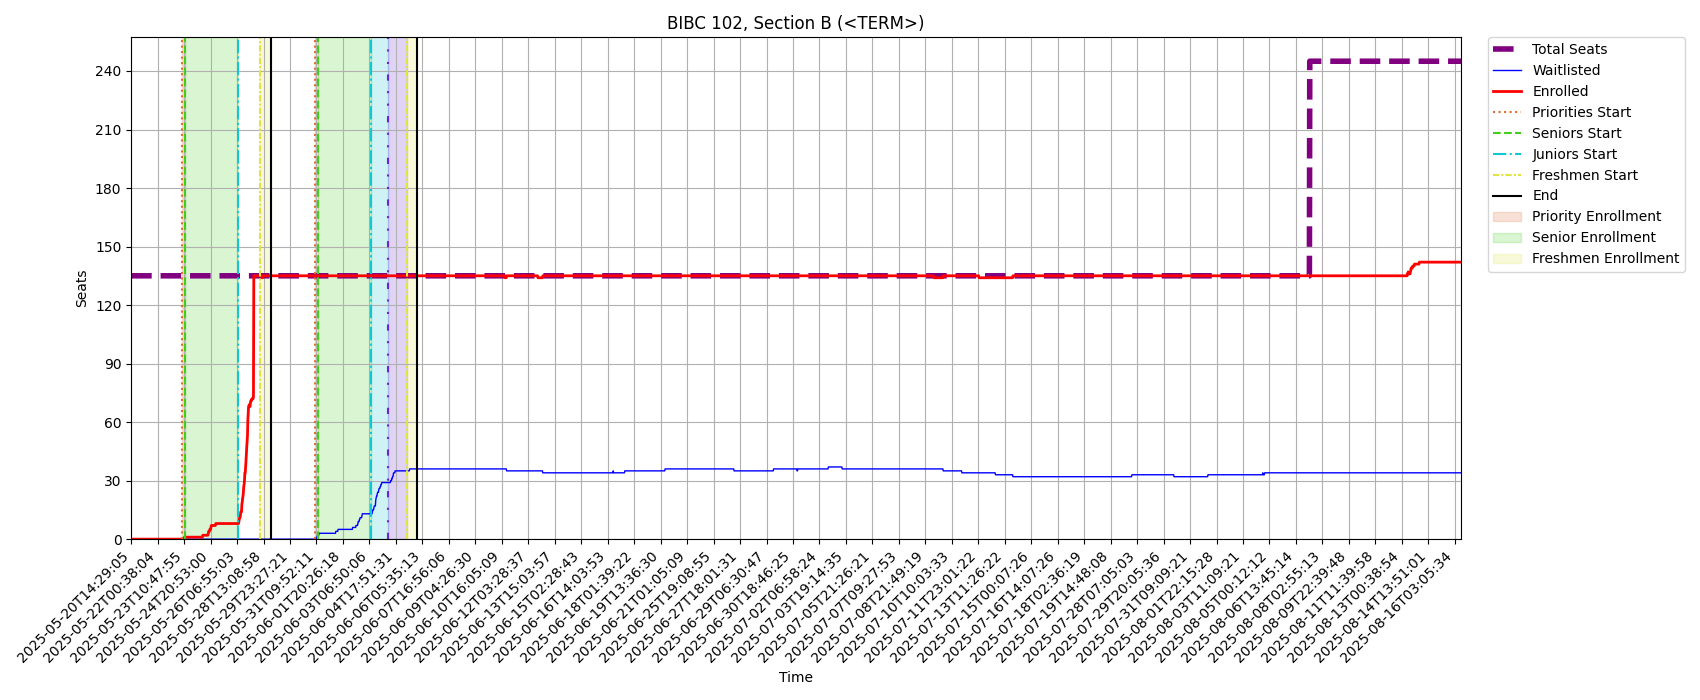 BIBC 102, Section B (<TERM>)
Total Seats
Waitlisted
Enrolled
Priorities Start
Seniors Start
Juniors Start
Freshmen Start
End
Priority Enrollment
Senior Enrollment
Freshmen Enrollment
Seats
240
210
180
150
120
90
60
30
0
2025-05-20T14:29:05
2025-05-22T00:38:04
2025-05-23T10:47:55
2025-05-24T20:53:00
2025-05-26T06:55:03
2025-05-28T13:08:58
2025-05-29T23:27:21
2025-05-31T09:52:11
2025-06-01T20:26:18
2025-06-03T06:50:06
2025-06-04T17:51:31
2025-06-06T05:35:13
2025-06-07T16:56:06
2025-06-09T04:26:30
2025-06-10T16:05:09
2025-06-12T03:28:37
2025-06-13T15:03:57
2025-06-15T02:28:43
2025-06-16T14:03:53
2025-06-18T01:39:22
2025-06-19T13:36:30
2025-06-21T01:05:09
2025-06-25T19:08:55
2025-06-27T18:01:31
2025-06-29T06:30:47
2025-06-30T18:46:25
2025-07-02T06:58:24
2025-07-03T19:14:35
2025-07-05T21:26:21
2025-07-07T09:27:53
2025-07-08T21:49:19
2025-07-10T10:03:33
2025-07-11T23:01:22
2025-07-13T11:26:22
2025-07-15T00:07:26
2025-07-16T14:07:26
2025-07-18T02:36:19
2025-07-19T14:48:08
2025-07-28T07:05:03
2025-07-29T20:05:36
2025-07-31T09:09:21
2025-08-01T22:15:28
2025-08-03T11:09:21
2025-08-05T00:12:12
2025-08-06T13:45:14
2025-08-08T02:55:13
2025-08-09T22:39:48
2025-08-11T11:39:58
2025-08-13T00:38:54
2025-08-14T13:51:01
2025-08-16T03:05:34
Time